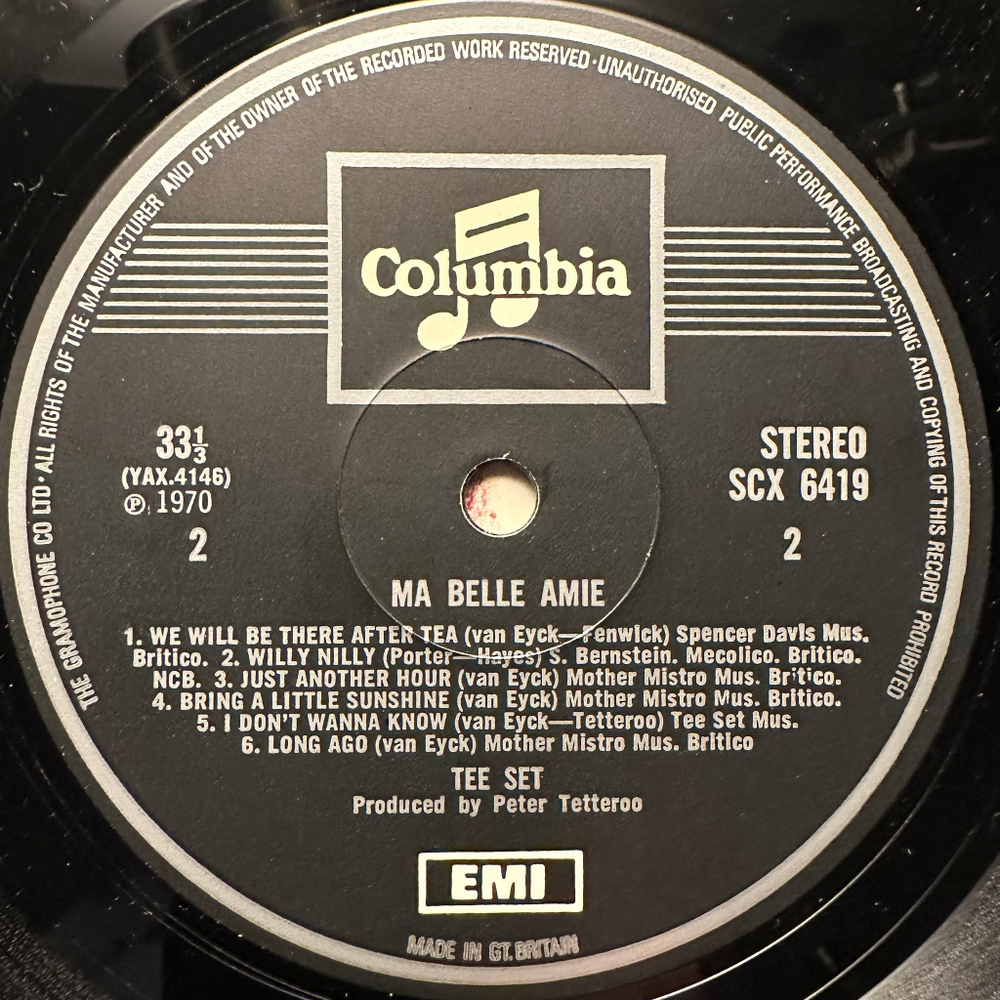 THE GRAMOPHONE CO LTD · ALL RIGHTS OF THE MANUFACTURER AND OF THE OWNER OF THE RECORDED WORK RESERVED · UNAUTHORISED PUBLIC PERFORMANCE BROADCASTING AND COPYING OF THIS RECORD PROHIBITED
Columbia
33⅓
(YAX.4146)
℗ 1970
2
STEREO
SCX 6419
2
MA BELLE AMIE
1. WE WILL BE THERE AFTER TEA (van Eyck—Fenwick) Spencer Davis Mus.
Britico. 2. WILLY NILLY (Porter—Hayes) S. Bernstein. Mecolico. Britico.
NCB. 3. JUST ANOTHER HOUR (van Eyck) Mother Mistro Mus. Britico.
4. BRING A LITTLE SUNSHINE (van Eyck) Mother Mistro Mus. Britico.
5. I DON'T WANNA KNOW (van Eyck—Tetteroo) Tee Set Mus.
6. LONG AGO (van Eyck) Mother Mistro Mus. Britico
TEE SET
Produced by Peter Tetteroo
EMI
MADE IN GT. BRITAIN